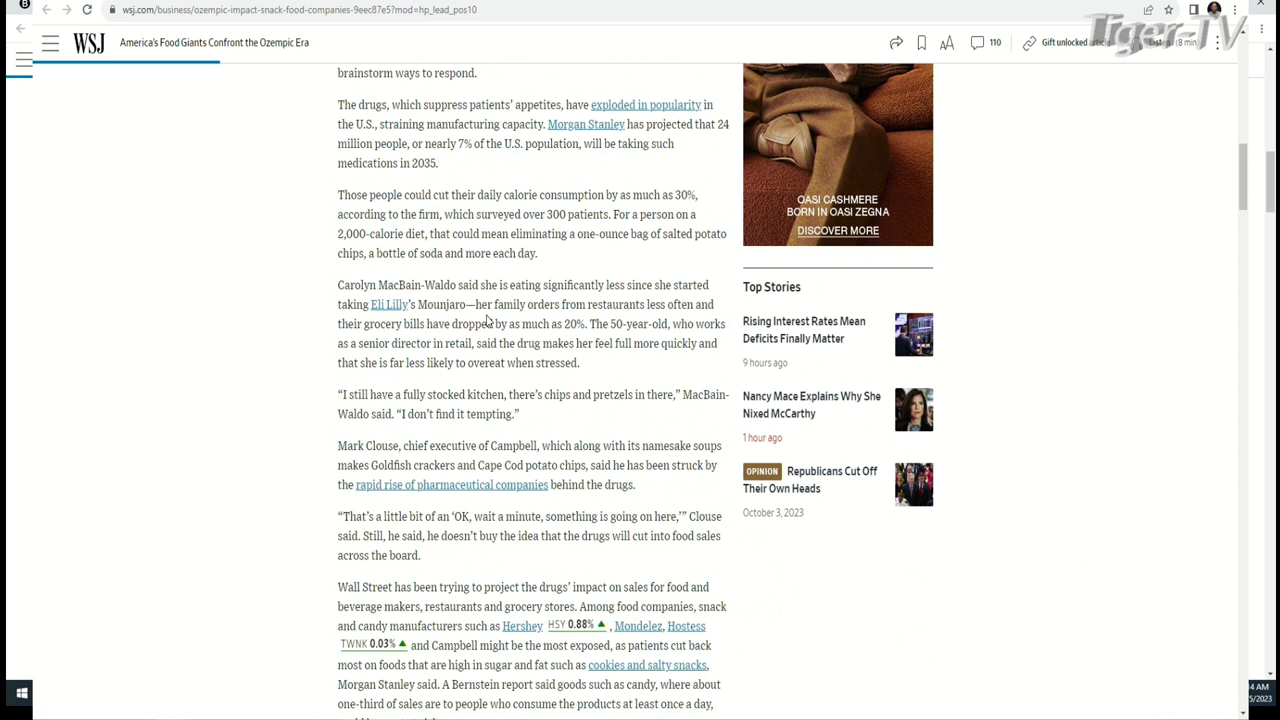 wsj.com/business/ozempic-impact-snack-food-companies-9eec87e5?mod=hp_lead_pos10
Tiger-TV
WSJ
America's Food Giants Confront the Ozempic Era
110
Gift unlocked article
Listen (8 min)
brainstorm ways to respond.
The drugs, which suppress patients' appetites, have exploded in popularity in
the U.S., straining manufacturing capacity. Morgan Stanley has projected that 24
million people, or nearly 7% of the U.S. population, will be taking such
medications in 2035.
Those people could cut their daily calorie consumption by as much as 30%,
according to the firm, which surveyed over 300 patients. For a person on a
2,000-calorie diet, that could mean eliminating a one-ounce bag of salted potato
chips, a bottle of soda and more each day.
Carolyn MacBain-Waldo said she is eating significantly less since she started
taking Eli Lilly's Mounjaro—her family orders from restaurants less often and
their grocery bills have dropped by as much as 20%. The 50-year-old, who works
as a senior director in retail, said the drug makes her feel full more quickly and
that she is far less likely to overeat when stressed.
“I still have a fully stocked kitchen, there's chips and pretzels in there,” MacBain-
Waldo said. “I don't find it tempting.”
Mark Clouse, chief executive of Campbell, which along with its namesake soups
makes Goldfish crackers and Cape Cod potato chips, said he has been struck by
the rapid rise of pharmaceutical companies behind the drugs.
“That's a little bit of an ‘OK, wait a minute, something is going on here,’” Clouse
said. Still, he said, he doesn't buy the idea that the drugs will cut into food sales
across the board.
Wall Street has been trying to project the drugs' impact on sales for food and
beverage makers, restaurants and grocery stores. Among food companies, snack
and candy manufacturers such as Hershey HSY 0.88% ▲ , Mondelez, Hostess
TWNK 0.03% ▲ and Campbell might be the most exposed, as patients cut back
most on foods that are high in sugar and fat such as cookies and salty snacks,
Morgan Stanley said. A Bernstein report said goods such as candy, where about
one-third of sales are to people who consume the products at least once a day,
OASI CASHMERE
BORN IN OASI ZEGNA
DISCOVER MORE
Top Stories
Rising Interest Rates Mean
Deficits Finally Matter
9 hours ago
Nancy Mace Explains Why She
Nixed McCarthy
1 hour ago
OPINION Republicans Cut Off
Their Own Heads
October 3, 2023
4 AM
5/2023